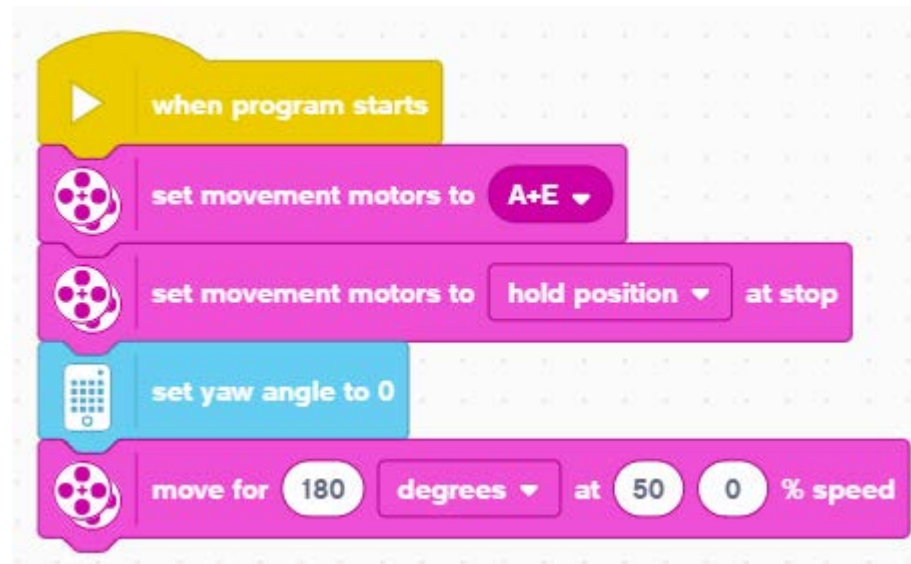 when program starts
set movement motors to A+E
set movement motors to hold position at stop
set yaw angle to 0
move for 180 degrees at 50 0 % speed